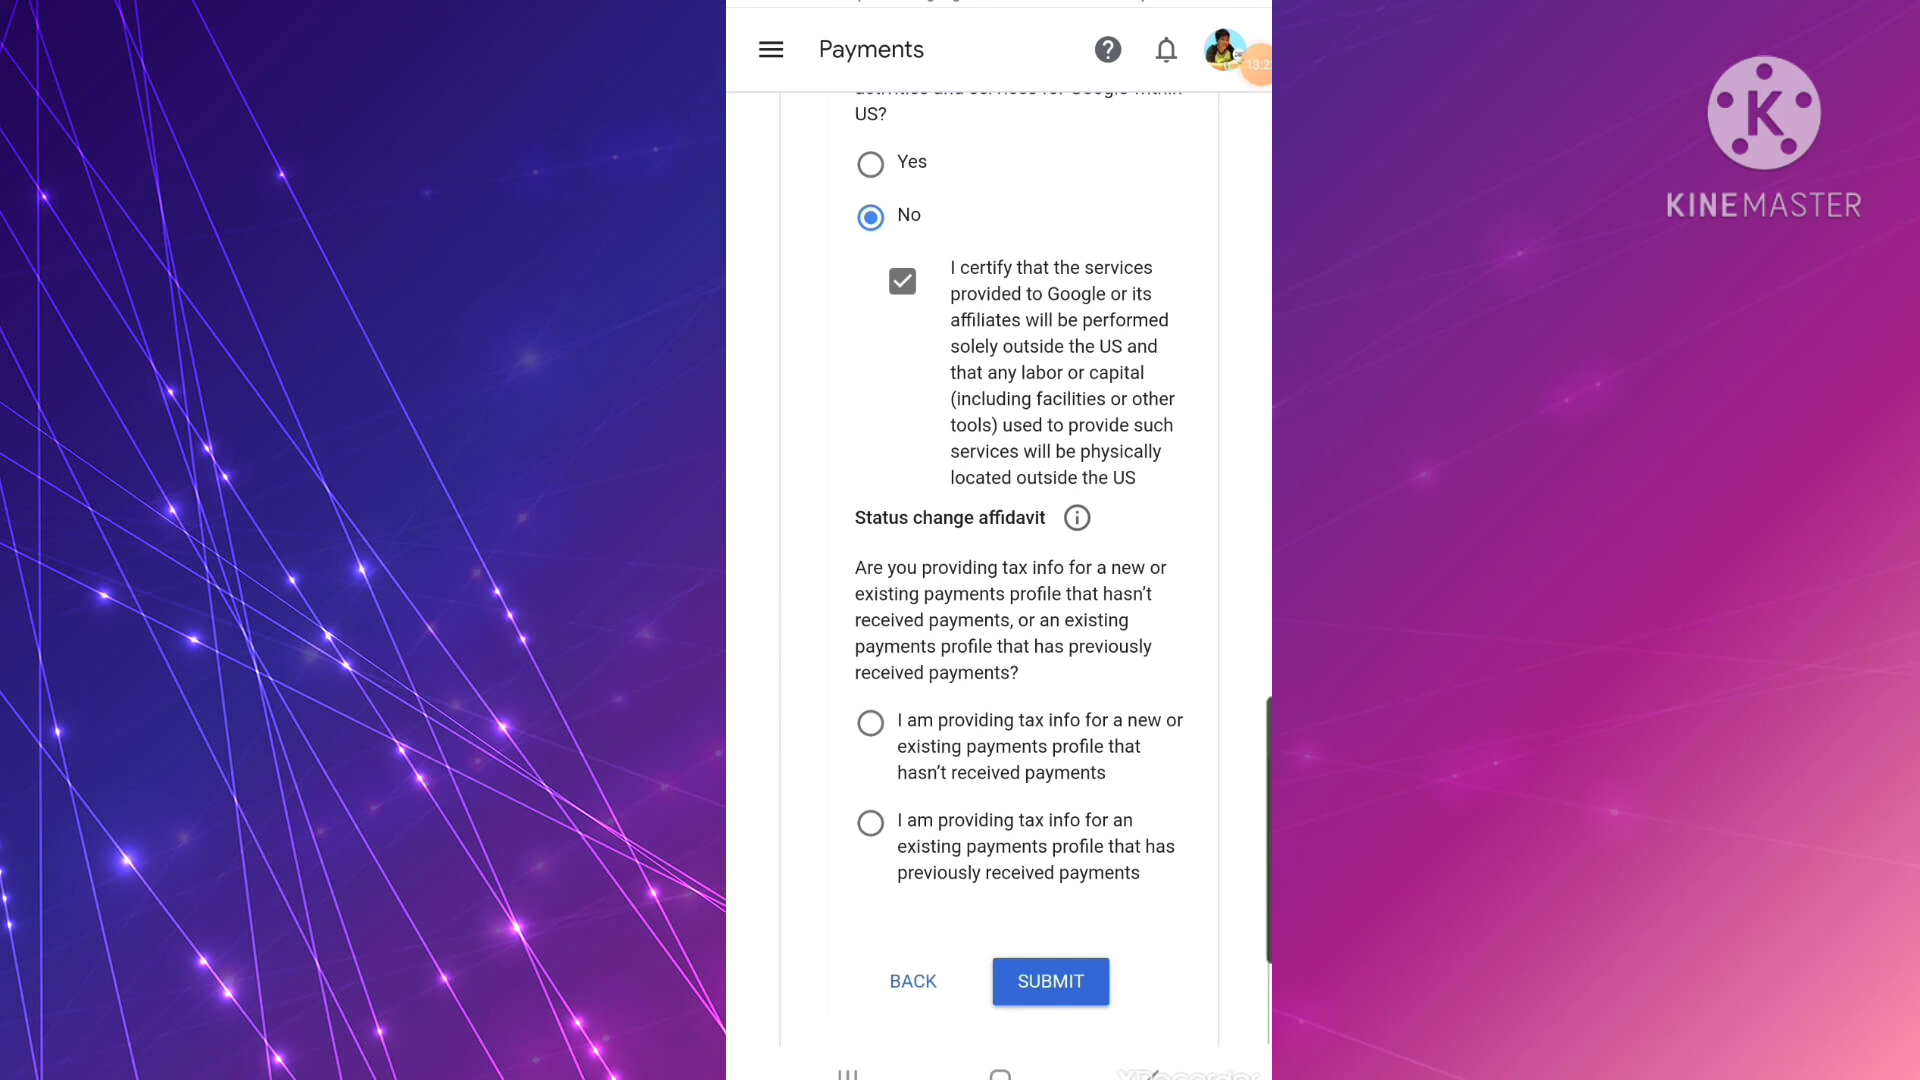 Payments
13:2
US?
Yes
No
I certify that the services
provided to Google or its
affiliates will be performed
solely outside the US and
that any labor or capital
(including facilities or other
tools) used to provide such
services will be physically
located outside the US
Status change affidavit
Are you providing tax info for a new or
existing payments profile that hasn't
received payments, or an existing
payments profile that has previously
received payments?
I am providing tax info for a new or
existing payments profile that
hasn't received payments
I am providing tax info for an
existing payments profile that has
previously received payments
BACK
SUBMIT
K
KINEMASTER